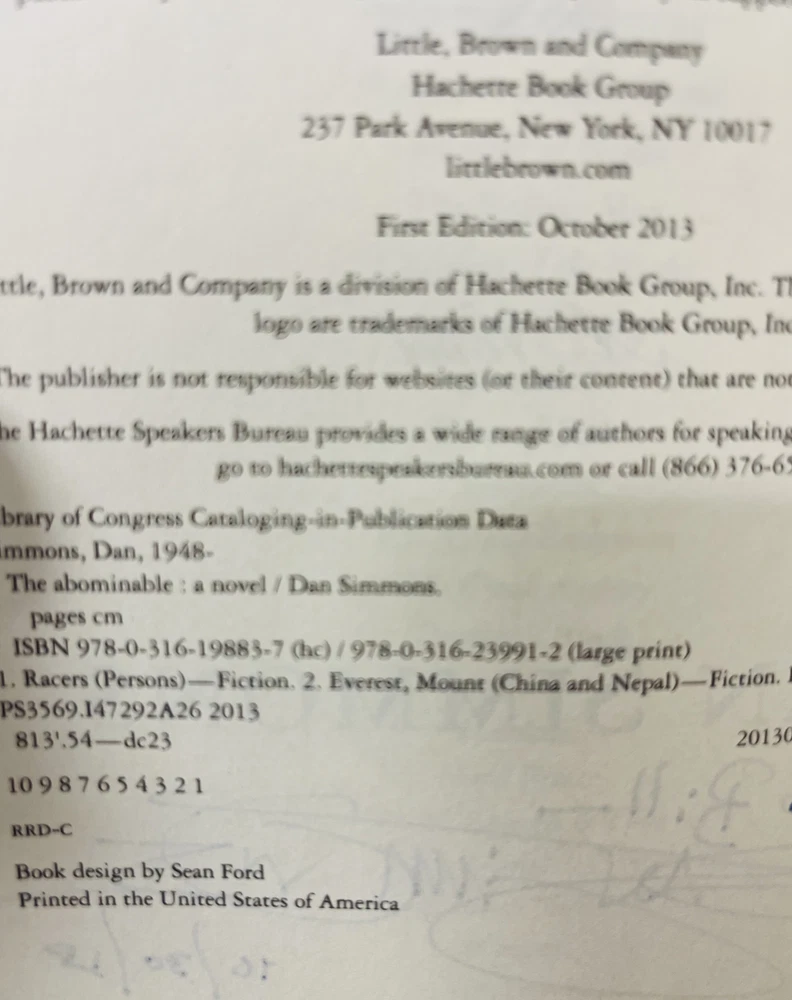 Little, Brown and Company
Hachette Book Group
237 Park Avenue, New York, NY 10017
littlebrown.com
First Edition: October 2013
ttle, Brown and Company is a division of Hachette Book Group, Inc. Th
logo are trademarks of Hachette Book Group, Inc
The publisher is not responsible for websites (or their content) that are not
he Hachette Speakers Bureau provides a wide range of authors for speaking
go to hachettespeakersbureau.com or call (866) 376-65
brary of Congress Cataloging-in-Publication Data
mmons, Dan, 1948-
The abominable : a novel / Dan Simmons.
pages cm
ISBN 978-0-316-19883-7 (hc) / 978-0-316-23991-2 (large print)
1. Racers (Persons)—Fiction. 2. Everest, Mount (China and Nepal)—Fiction. I
PS3569.I47292A26 2013
813'.54—dc23
20130
10 9 8 7 6 5 4 3 2 1
RRD-C
Book design by Sean Ford
Printed in the United States of America